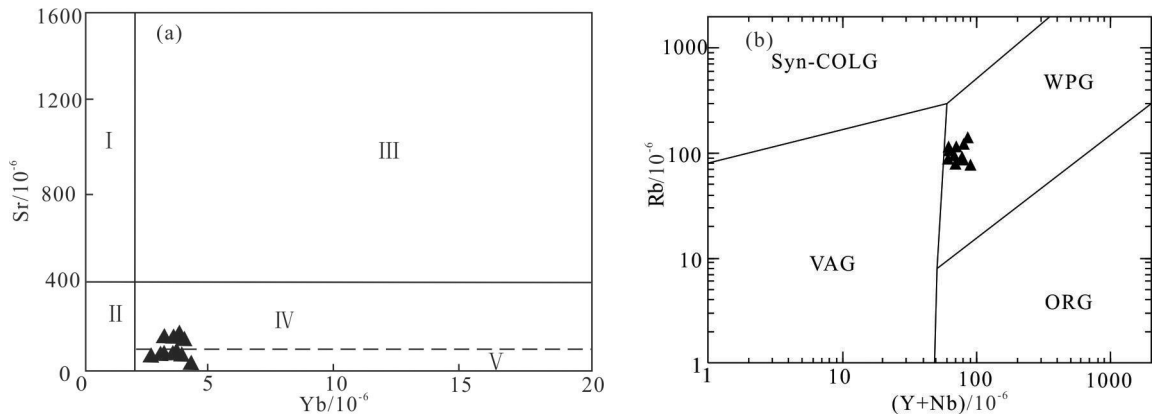 (a)
1600
1200
800
400
0
Sr/10⁻⁶
I
II
III
IV
V
0
5
10
15
20
Yb/10⁻⁶
(b)
1000
100
10
1
Rb/10⁻⁶
Syn-COLG
WPG
VAG
ORG
1
10
100
1000
(Y+Nb)/10⁻⁶